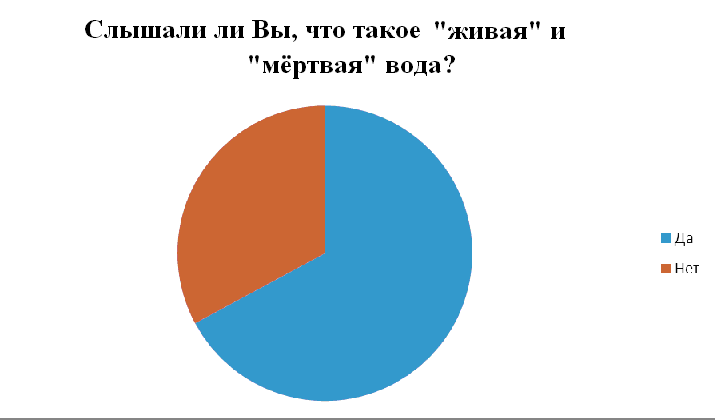 Слышали ли Вы, что такое "живая" и
"мёртвая" вода?
Да
Нет